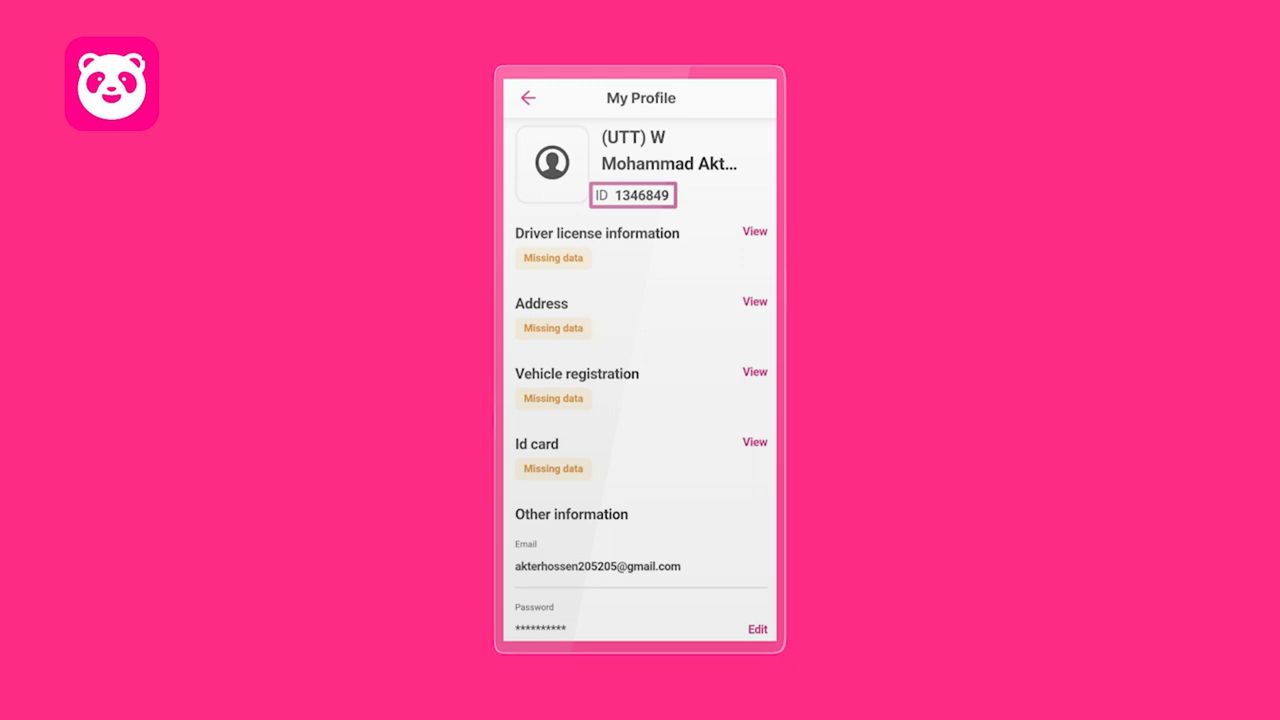 My Profile
(UTT) W
Mohammad Akt...
ID 1346849
Driver license information
View
Missing data
Address
View
Missing data
Vehicle registration
View
Missing data
Id card
View
Missing data
Other information
Email
akterhossen205205@gmail.com
Password
**********
Edit